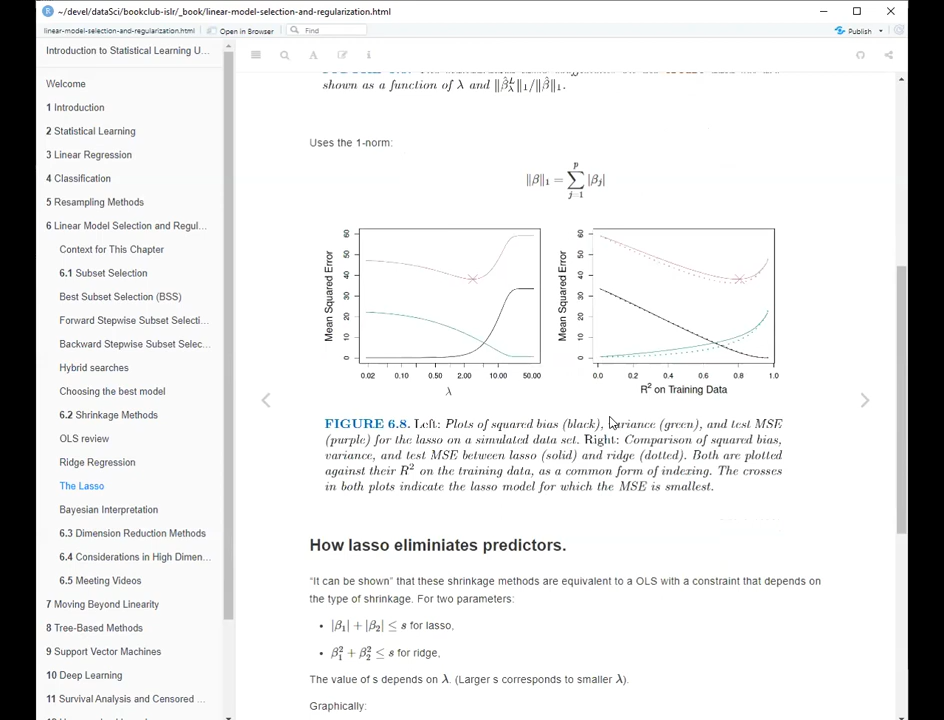 ~/devel/dataSci/bookclub-islr/_book/linear-model-selection-and-regularization.html
linear-model-selection-and-regularization.html
Open in Browser
Find
Publish
Introduction to Statistical Learning U...
Welcome
1 Introduction
2 Statistical Learning
3 Linear Regression
4 Classification
5 Resampling Methods
6 Linear Model Selection and Regul...
Context for This Chapter
6.1 Subset Selection
Best Subset Selection (BSS)
Forward Stepwise Subset Selecti...
Backward Stepwise Subset Selec...
Hybrid searches
Choosing the best model
6.2 Shrinkage Methods
OLS review
Ridge Regression
The Lasso
Bayesian Interpretation
6.3 Dimension Reduction Methods
6.4 Considerations in High Dimen...
6.5 Meeting Videos
7 Moving Beyond Linearity
8 Tree-Based Methods
9 Support Vector Machines
10 Deep Learning
11 Survival Analysis and Censored ...
shown as a function of λ and ‖β̂ᴸλ‖₁/‖β̂‖₁.
Uses the 1-norm:
‖β‖₁ = ∑ᵖⱼ₌₁ |βⱼ|
Mean Squared Error
0 10 20 30 40 50 60
0.02 0.10 0.50 2.00 10.00 50.00
λ
Mean Squared Error
0 10 20 30 40 50 60
0.0 0.2 0.4 0.6 0.8 1.0
R² on Training Data
FIGURE 6.8. Left: Plots of squared bias (black), variance (green), and test MSE
(purple) for the lasso on a simulated data set. Right: Comparison of squared bias,
variance, and test MSE between lasso (solid) and ridge (dotted). Both are plotted
against their R² on the training data, as a common form of indexing. The crosses
in both plots indicate the lasso model for which the MSE is smallest.
How lasso eliminiates predictors.
“It can be shown” that these shrinkage methods are equivalent to a OLS with a constraint that depends on
the type of shrinkage. For two parameters:
• |β₁| + |β₂| ≤ s for lasso,
• β₁² + β₂² ≤ s for ridge,
The value of s depends on λ. (Larger s corresponds to smaller λ).
Graphically: